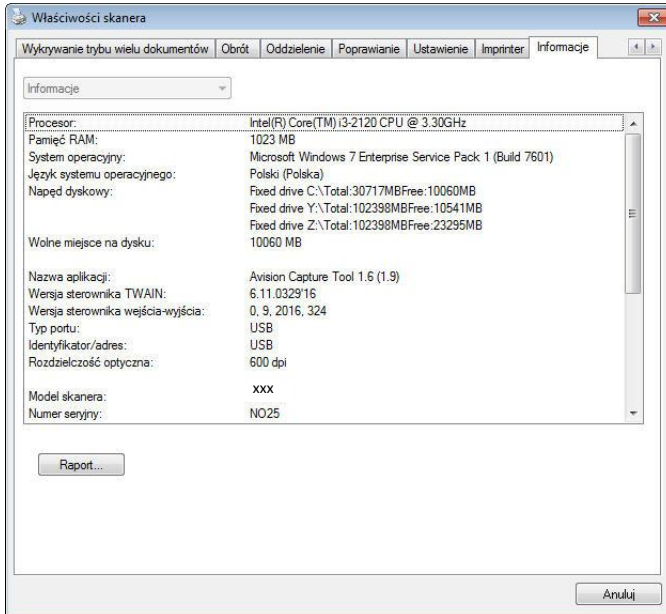 Właściwości skanera
Wykrywanie trybu wielu dokumentów Obrót Oddzielenie Poprawianie Ustawienie Imprinter Informacje
Informacje
Procesor: Intel(R) Core(TM) i3-2120 CPU @ 3.30GHz
Pamięć RAM: 1023 MB
System operacyjny: Microsoft Windows 7 Enterprise Service Pack 1 (Build 7601)
Język systemu operacyjnego: Polski (Polska)
Napęd dyskowy: Fixed drive C:\Total:30717MBFree:10060MB
Fixed drive Y:\Total:102398MBFree:10541MB
Fixed drive Z:\Total:102398MBFree:23295MB
Wolne miejsce na dysku: 10060 MB
Nazwa aplikacji: Avision Capture Tool 1.6 (1.9)
Wersja sterownika TWAIN: 6.11.0329'16
Wersja sterownika wejścia-wyjścia: 0, 9, 2016, 324
Typ portu: USB
Identyfikator/adres: USB
Rozdzielczość optyczna: 600 dpi
Model skanera: xxx
Numer seryjny: NO25
Raport...
Anuluj